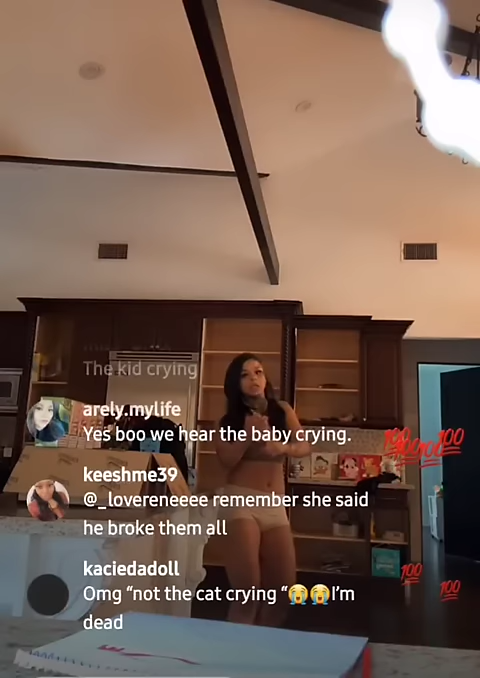 The kid crying
arely.mylife
Yes boo we hear the baby crying.
💯💯💯💯
keeshme39
@_lovereneeee remember she said
he broke them all
kaciedadoll
💯
Omg “not the cat crying “😭😭I’m
💯
dead